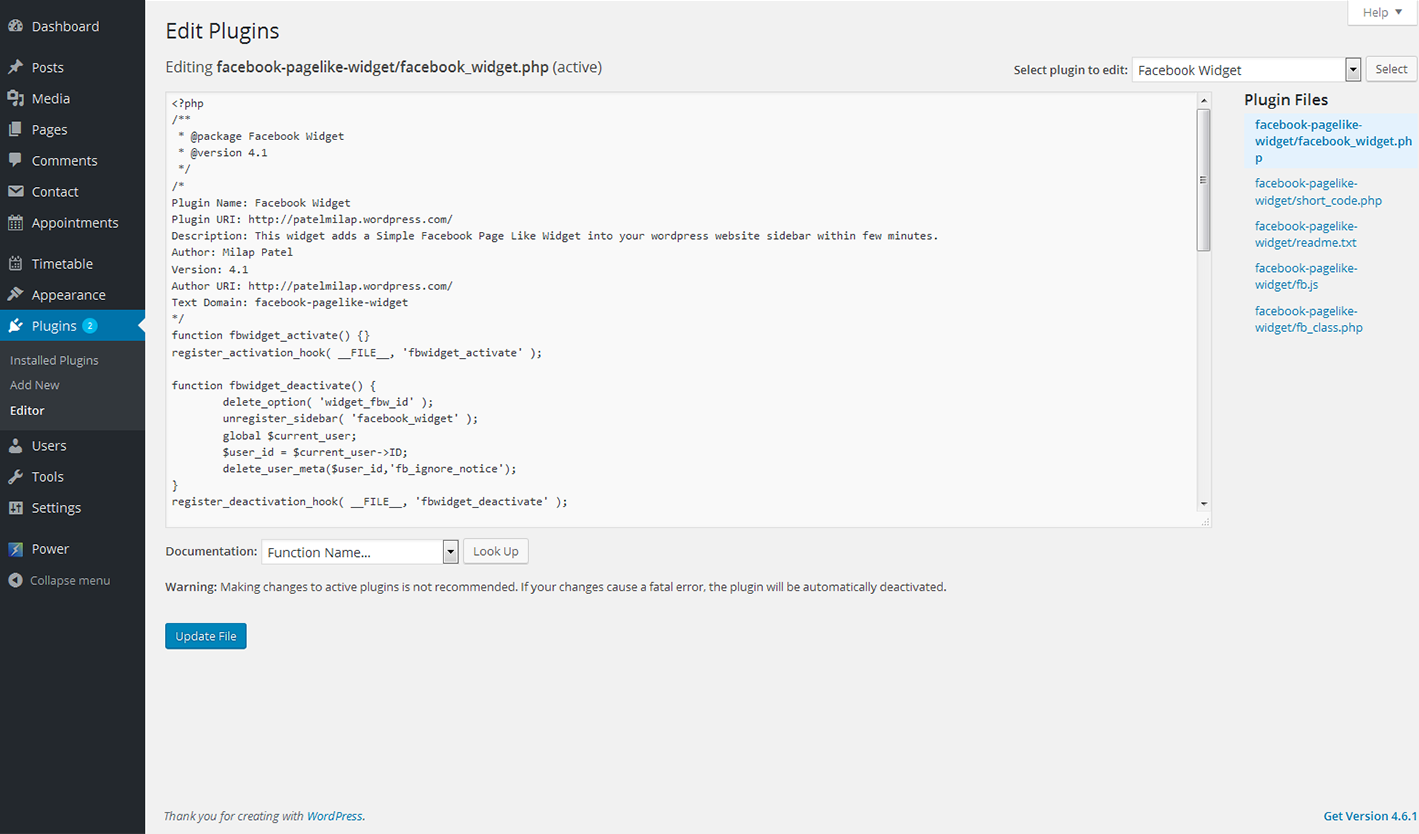 Dashboard
Posts
Media
Pages
Comments
Contact
Appointments
Timetable
Appearance
Plugins 2
Installed Plugins
Add New
Editor
Users
Tools
Settings
Power
Collapse menu
Help
Edit Plugins
Editing facebook-pagelike-widget/facebook_widget.php (active)
Select plugin to edit: Facebook Widget Select
<?php
/**
 * @package Facebook Widget
 * @version 4.1
 */
/*
Plugin Name: Facebook Widget
Plugin URI: http://patelmilap.wordpress.com/
Description: This widget adds a Simple Facebook Page Like Widget into your wordpress website sidebar within few minutes.
Author: Milap Patel
Version: 4.1
Author URI: http://patelmilap.wordpress.com/
Text Domain: facebook-pagelike-widget
*/
function fbwidget_activate() {}
register_activation_hook( __FILE__, 'fbwidget_activate' );
function fbwidget_deactivate() {
        delete_option( 'widget_fbw_id' );
        unregister_sidebar( 'facebook_widget' );
        global $current_user;
        $user_id = $current_user->ID;
        delete_user_meta($user_id,'fb_ignore_notice');
}
register_deactivation_hook( __FILE__, 'fbwidget_deactivate' );
Plugin Files
facebook-pagelike-
widget/facebook_widget.ph
p
facebook-pagelike-
widget/short_code.php
facebook-pagelike-
widget/readme.txt
facebook-pagelike-
widget/fb.js
facebook-pagelike-
widget/fb_class.php
Documentation: Function Name... Look Up
Warning: Making changes to active plugins is not recommended. If your changes cause a fatal error, the plugin will be automatically deactivated.
Update File
Thank you for creating with WordPress.
Get Version 4.6.1